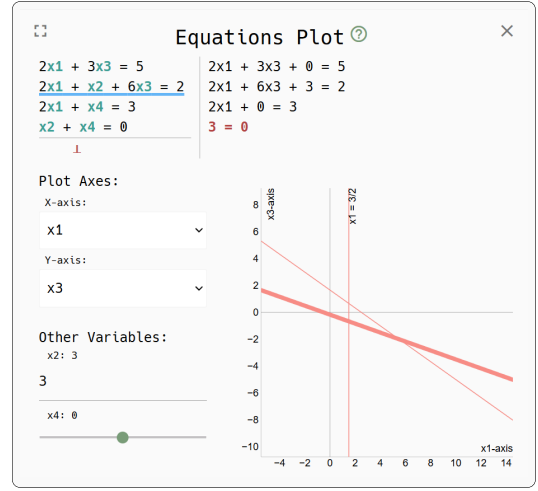 Equations Plot ?
2x1 + 3x3 = 5
2x1 + x2 + 6x3 = 2
2x1 + x4 = 3
x2 + x4 = 0
⊥
2x1 + 3x3 + 0 = 5
2x1 + 6x3 + 3 = 2
2x1 + 0 = 3
3 = 0
Plot Axes:
X-axis:
x1
Y-axis:
x3
Other Variables:
x2: 3
3
x4: 0
x3-axis
x1 = 3/2
8
6
4
2
0
−2
−4
−6
−8
−10
x1-axis
−4 −2 0 2 4 6 8 10 12 14